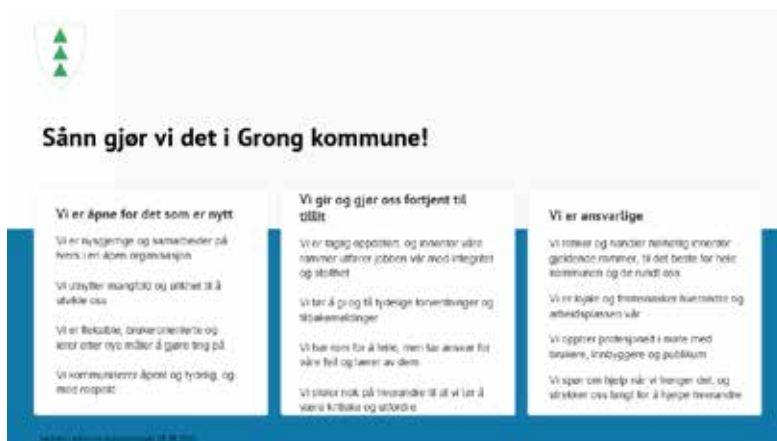 Sånn gjør vi det i Grong kommune!
Vi er åpne for det som er nytt
Vi er nysgjerrige og samarbeider på
tvers i en åpen organisasjon
Vi utnytter mangfold og ulikhet til å
utvikle oss
Vi er fleksible, brukerorienterte og
leter etter nye måter å gjøre ting på
Vi kommuniserer åpent og tydelig, og
med respekt
Vi gir og gjør oss fortjent til
tillit
Vi er faglig oppdatert, og innenfor våre
rammer utfører jobben vår med integritet
og stolthet
Vi tør å gi og få tydelige forventninger og
tilbakemeldinger
Vi har rom for å feile, men tar ansvar for
våre feil og lærer av dem
Vi stoler nok på hverandre til at vi tør å
være kritiske og utfordre
Vi er ansvarlige
Vi tenker og handler helhetlig innenfor
gjeldende rammer, til det beste for hele
kommunen og de rundt oss
Vi er lojale og fremsnakker hverandre og
arbeidsplassen vår
Vi opptrer profesjonelt i møte med
brukere, innbyggere og publikum
Vi spør om hjelp når vi trenger det, og
strekker oss langt for å hjelpe hverandre